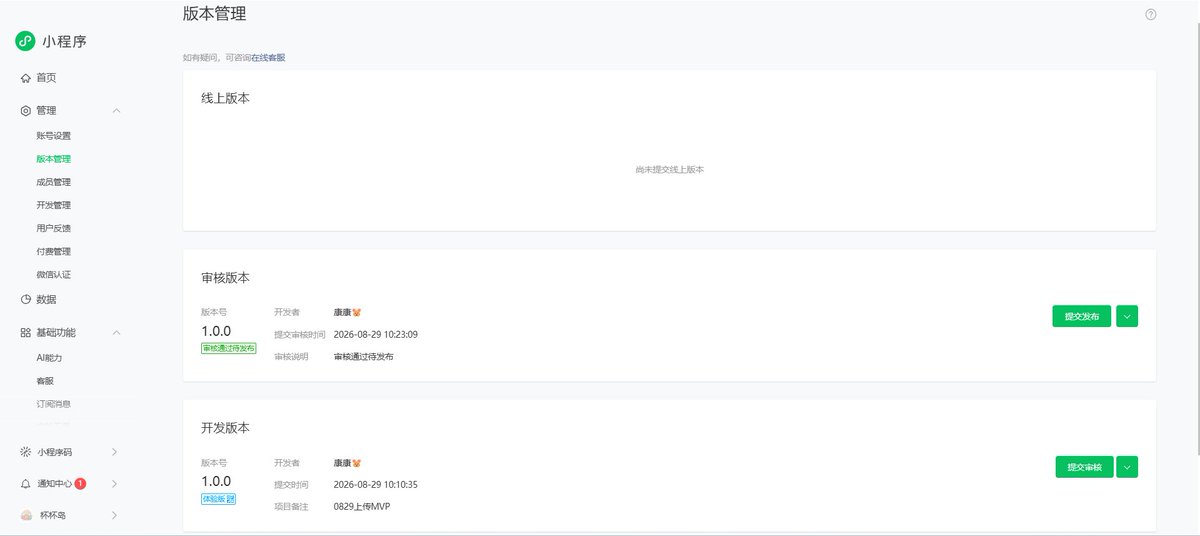 版本管理
小程序
如有疑问，可咨询在线客服
首页
管理
账号设置
版本管理
成员管理
开发管理
用户反馈
付费管理
微信认证
数据
基础功能
AI能力
客服
订阅消息
小程序码
通知中心 1
杯杯岛
线上版本
尚未提交线上版本
审核版本
版本号
1.0.0
审核通过待发布
开发者 康康
提交审核时间 2026-08-29 10:23:09
审核说明 审核通过待发布
提交发布
开发版本
版本号
1.0.0
体验版
开发者 康康
提交时间 2026-08-29 10:10:35
项目备注 0829上传MVP
提交审核